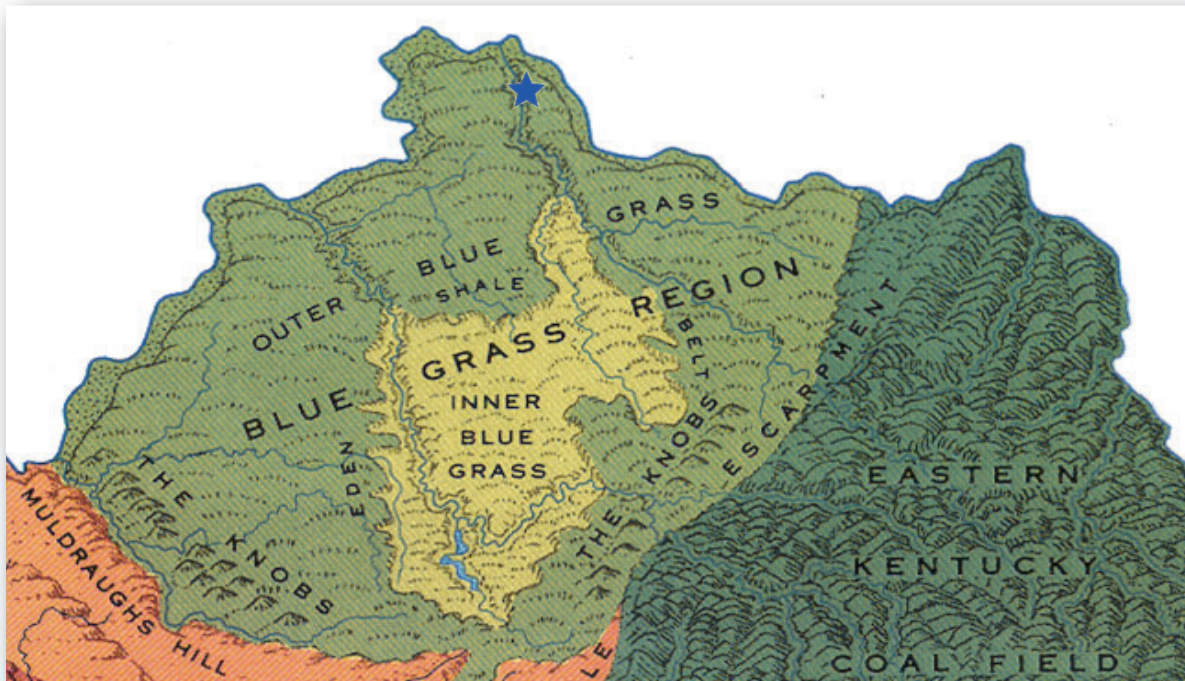 GRASS
BLUE
SHALE
REGION
OUTER
BELT
GRASS
BLUE
INNER
BLUE
GRASS
EDEN
KNOBS
ESCARPMENT
THE
KNOBS
THE
EASTERN
KENTUCKY
COAL FIELD
MULDRAUGHS HILL
LE